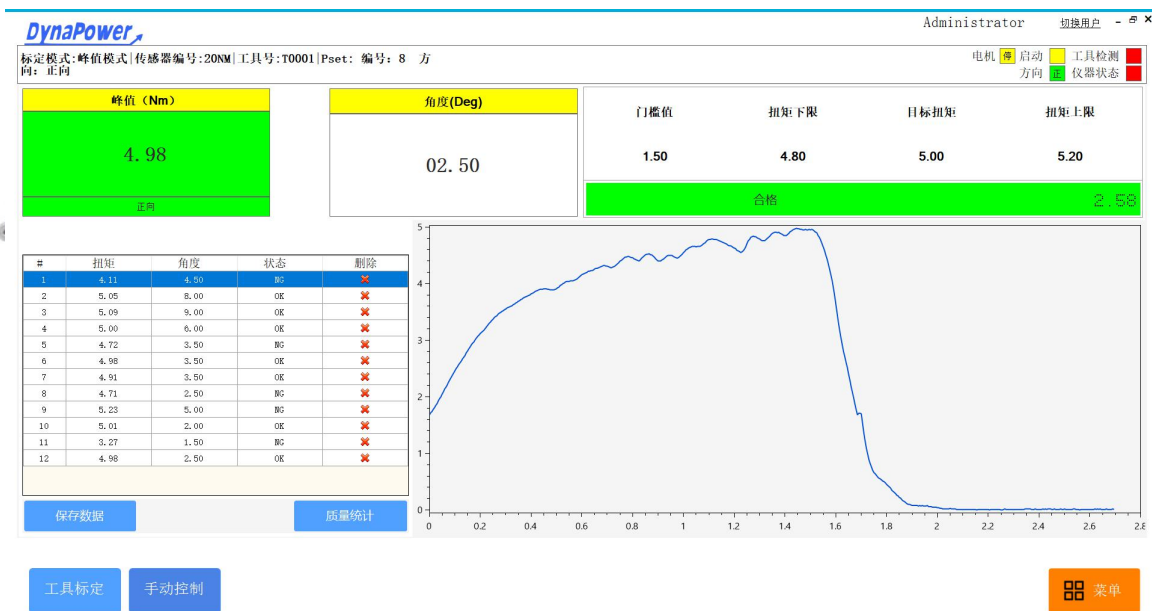 DynaPower
Administrator 切换用户
标定模式:峰值模式|传感器编号:20NM|工具号:T0001|Pset: 编号: 8 方
向: 正向
电机 停 启动 工具检测
方向 正 仪器状态
峰值（Nm）
4.98
正向
角度(Deg)
02.50
门槛值 扭矩下限 目标扭矩 扭矩上限
1.50 4.80 5.00 5.20
合格 2.58
# 扭矩 角度 状态 删除
1 4.11 4.50 NG
2 5.05 8.00 OK
3 5.09 9.00 OK
4 5.00 6.00 OK
5 4.72 3.50 NG
6 4.98 3.50 OK
7 4.91 3.50 OK
8 4.71 2.50 NG
9 5.23 5.00 NG
10 5.01 2.00 OK
11 3.27 1.50 NG
12 4.98 2.50 OK
保存数据 质量统计
5
4
3
2
1
0
0 0.2 0.4 0.6 0.8 1 1.2 1.4 1.6 1.8 2 2.2 2.4 2.6 2.8
工具标定 手动控制 菜单